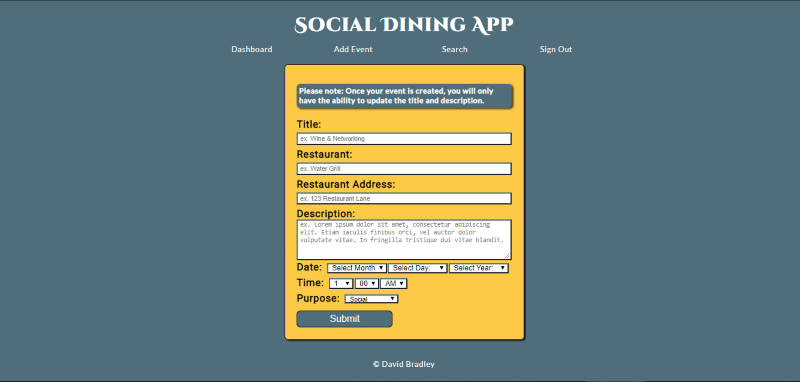 Social Dining App
Dashboard Add Event Search Sign Out
Please note: Once your event is created, you will only
have the ability to update the title and description.
Title:
ex. Wine & Networking
Restaurant:
ex. Water Grill
Restaurant Address:
ex. 123 Restaurant Lane
Description:
ex. Lorem ipsum dolor sit amet, consectetur adipiscing
elit. Etiam iaculis finibus orci, vel auctor dolor
vulputate vitae. In fringilla tristique dui vitae blandit.
Date: Select Month Select Day: Select Year:
Time: 1 00 AM
Purpose: Social
Submit
© David Bradley